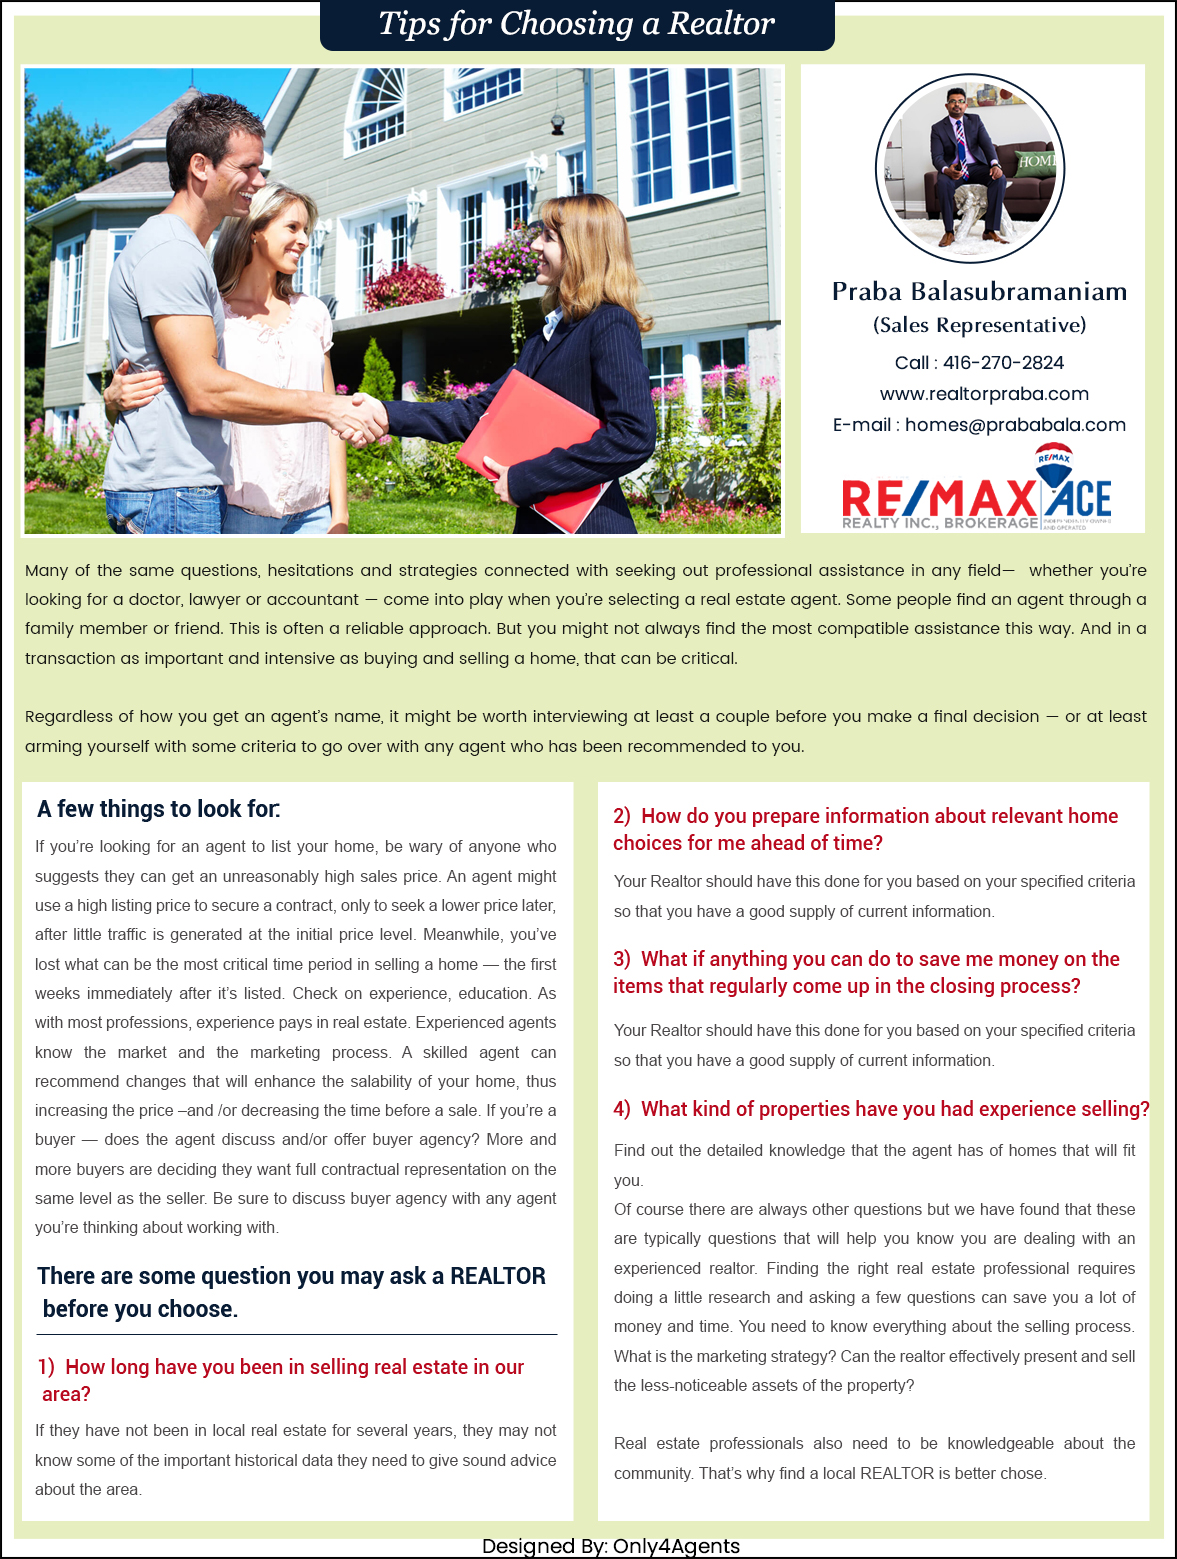 Tips for Choosing a Realtor
HOME
Praba Balasubramaniam
(Sales Representative)
Call : 416-270-2824
www.realtorpraba.com
E-mail : homes@prababala.com
RE/MAX
RE/MAX ACE
REALTY INC., BROKERAGE
AND OPERATED
Many of the same questions, hesitations and strategies connected with seeking out professional assistance in any field—  whether you're
looking for a doctor, lawyer or accountant — come into play when you're selecting a real estate agent. Some people find an agent through a
family member or friend. This is often a reliable approach. But you might not always find the most compatible assistance this way. And in a
transaction as important and intensive as buying and selling a home, that can be critical.
Regardless of how you get an agent's name, it might be worth interviewing at least a couple before you make a final decision — or at least
arming yourself with some criteria to go over with any agent who has been recommended to you.
A few things to look for:
If you're looking for an agent to list your home, be wary of anyone who
suggests they can get an unreasonably high sales price. An agent might
use a high listing price to secure a contract, only to seek a lower price later,
after little traffic is generated at the initial price level. Meanwhile, you've
lost what can be the most critical time period in selling a home — the first
weeks immediately after it's listed. Check on experience, education. As
with most professions, experience pays in real estate. Experienced agents
know the market and the marketing process. A skilled agent can
recommend changes that will enhance the salability of your home, thus
increasing the price –and /or decreasing the time before a sale. If you're a
buyer — does the agent discuss and/or offer buyer agency? More and
more buyers are deciding they want full contractual representation on the
same level as the seller. Be sure to discuss buyer agency with any agent
you're thinking about working with.
There are some question you may ask a REALTOR
before you choose.
1)  How long have you been in selling real estate in our
area?
If they have not been in local real estate for several years, they may not
know some of the important historical data they need to give sound advice
about the area.
2)  How do you prepare information about relevant home
choices for me ahead of time?
Your Realtor should have this done for you based on your specified criteria
so that you have a good supply of current information.
3)  What if anything you can do to save me money on the
items that regularly come up in the closing process?
Your Realtor should have this done for you based on your specified criteria
so that you have a good supply of current information.
4)  What kind of properties have you had experience selling?
Find out the detailed knowledge that the agent has of homes that will fit
you.
Of course there are always other questions but we have found that these
are typically questions that will help you know you are dealing with an
experienced realtor. Finding the right real estate professional requires
doing a little research and asking a few questions can save you a lot of
money and time. You need to know everything about the selling process.
What is the marketing strategy? Can the realtor effectively present and sell
the less-noticeable assets of the property?
Real estate professionals also need to be knowledgeable about the
community. That's why find a local REALTOR is better chose.
Designed By: Only4Agents